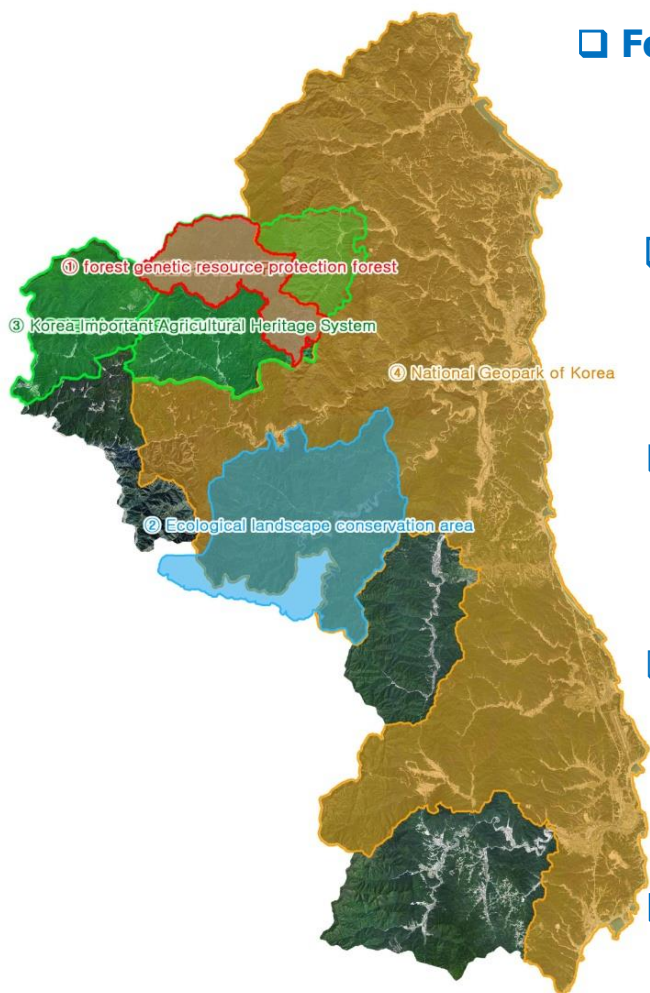 ❑ Fo
① forest genetic resource protection forest
③ Korea Important Agricultural Heritage System
④ National Geopark of Korea
② Ecological landscape conservation area